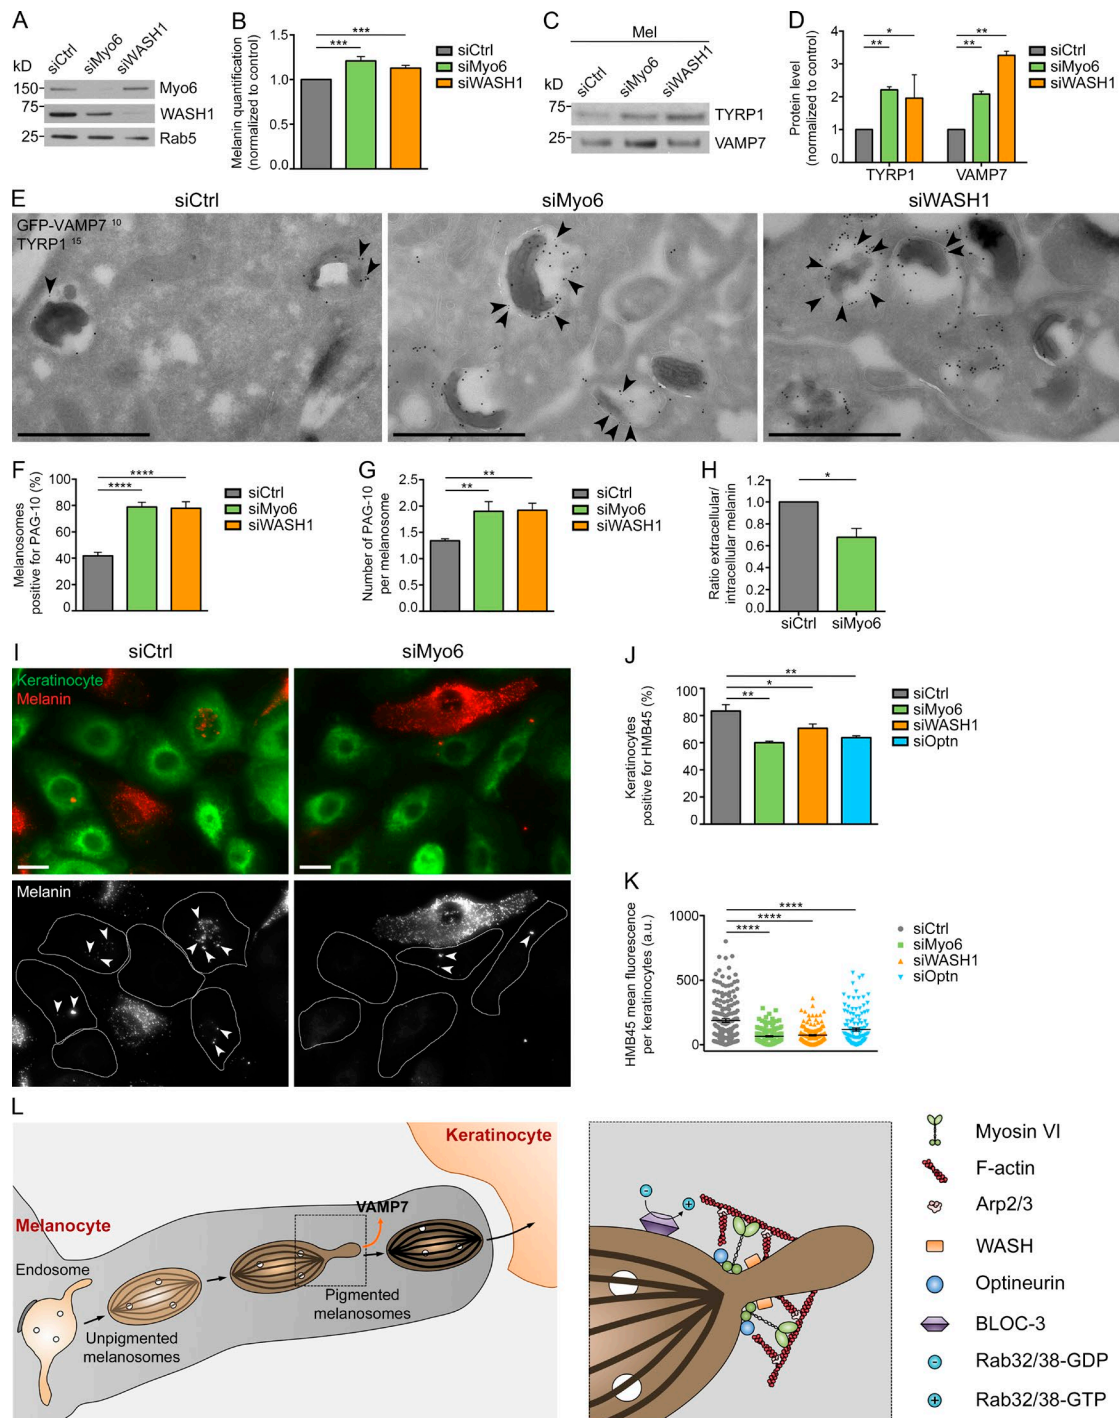 A
siCtrl
siMyo6
siWASH1
kD
150
Myo6
75
WASH1
25
Rab5
B
Melanin quantification
(normalized to control)
1.5
1.0
0.5
0.0
***
***
siCtrl
siMyo6
siWASH1
C
Mel
siCtrl
siMyo6
siWASH1
kD
75
TYRP1
25
VAMP7
D
Protein level
(normalized to control)
4
2
1
0
*
**
**
**
TYRP1
VAMP7
siCtrl
siMyo6
siWASH1
E
siCtrl
siMyo6
siWASH1
GFP-VAMP7 10
TYRP1 15
F
Melanosomes
positive for PAG-10 (%)
100
80
60
40
20
0
****
****
siCtrl
siMyo6
siWASH1
G
Number of PAG-10
per melanosome
2.5
2.0
1.5
1.0
0.5
0.0
**
**
siCtrl
siMyo6
siWASH1
H
Ratio extracellular/
intracellular melanin
1.2
1.0
0.8
0.6
0.4
0.2
0.0
*
siCtrl
siMyo6
I
siCtrl
siMyo6
Keratinocyte
Melanin
Melanin
J
Keratinocytes
positive for HMB45 (%)
100
80
60
40
20
0
**
*
**
siCtrl
siMyo6
siWASH1
siOptn
K
HMB45 mean fluorescence
per keratinocytes (a.u.)
1000
500
0
****
****
****
siCtrl
siMyo6
siWASH1
siOptn
L
Keratinocyte
Melanocyte
VAMP7
Endosome
Unpigmented
melanosomes
Pigmented
melanosomes
Myosin VI
F-actin
Arp2/3
WASH
Optineurin
BLOC-3
Rab32/38-GDP
Rab32/38-GTP